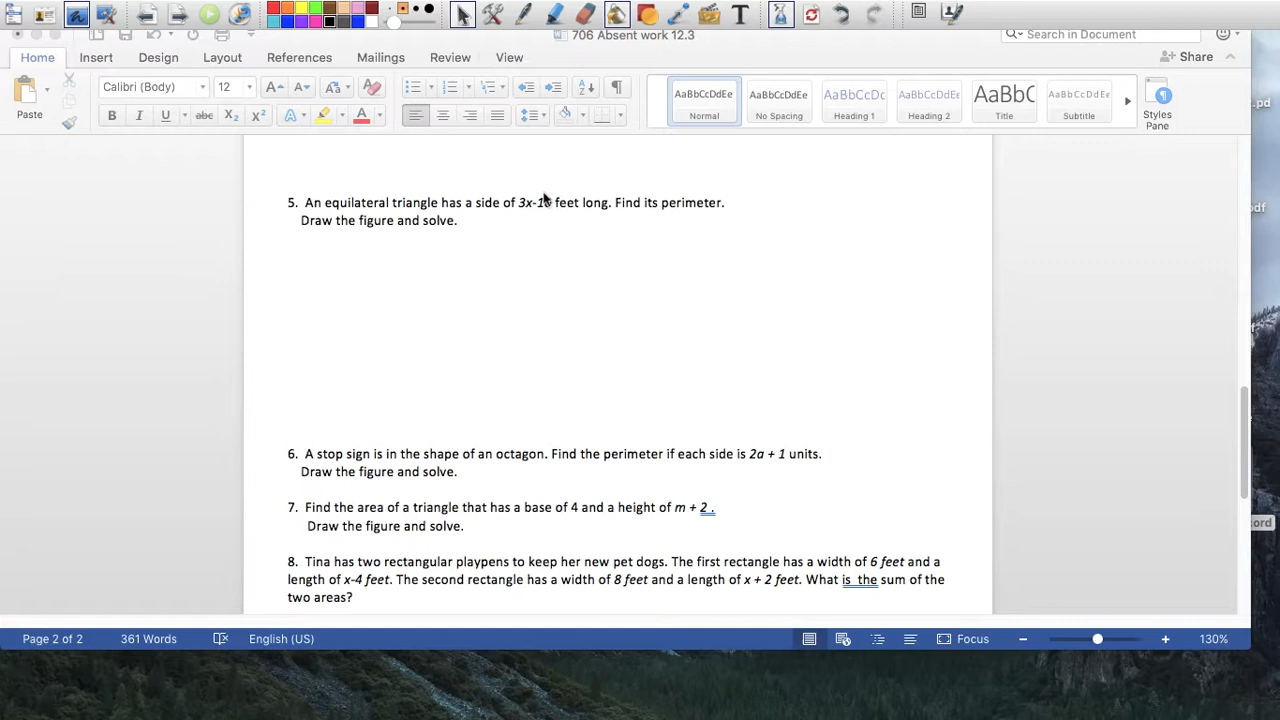 706 Absent work 12.3
Search in Document
Home Insert Design Layout References Mailings Review View
Share
Calibri (Body) 12
AaBbCcDdEe AaBbCcDdEe AaBbCcDc AaBbCcDdEe AaBbC AaBbCcDdEe
Paste
B I U abc X₂ X² A
Normal No Spacing Heading 1 Heading 2 Title Subtitle
Styles
Pane
5. An equilateral triangle has a side of 3x-1 feet long. Find its perimeter.
Draw the figure and solve.
6. A stop sign is in the shape of an octagon. Find the perimeter if each side is 2a + 1 units.
Draw the figure and solve.
7. Find the area of a triangle that has a base of 4 and a height of m + 2 .
Draw the figure and solve.
8. Tina has two rectangular playpens to keep her new pet dogs. The first rectangle has a width of 6 feet and a
length of x-4 feet. The second rectangle has a width of 8 feet and a length of x + 2 feet. What is the sum of the
two areas?
Page 2 of 2 361 Words English (US) Focus 130%
e.pd
df
ord